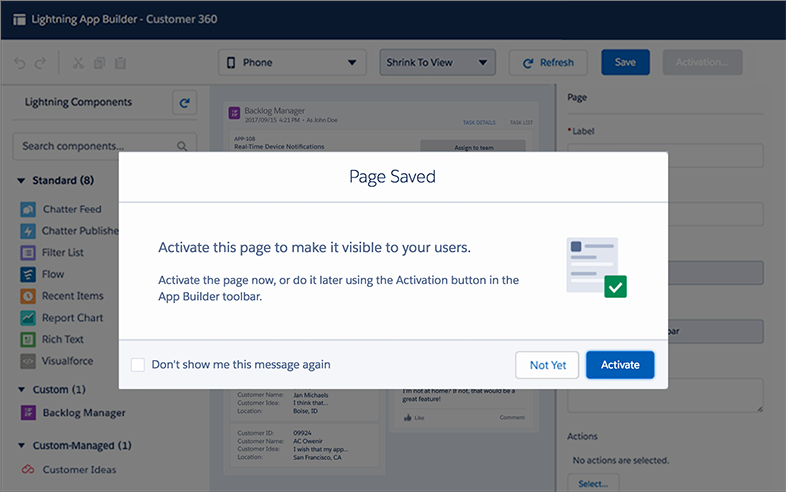 Lightning App Builder - Customer 360
Phone
Shrink To View
Refresh
Save
Activation...
Lightning Components
Search components...
Standard (8)
Chatter Feed
Chatter Publishe
Filter List
Flow
Recent Items
Report Chart
Rich Text
Visualforce
Custom (1)
Backlog Manager
Custom-Managed (1)
Customer Ideas
Backlog Manager
2017/09/15 4:21 PM • As John Doe
TASK DETAILS
TASK LIST
APP-108
Real-Time Device Notifications
Assign to team
Page Saved
Activate this page to make it visible to your users.
Activate the page now, or do it later using the Activation button in the
App Builder toolbar.
Don't show me this message again
Not Yet
Activate
Customer Name: Jan Michaels
Customer Idea: I think that...
Location: Boise, ID
Customer ID: 09924
Customer Name: AC Owenir
Customer Idea: I wish that my app...
Location: San Francisco, CA
I'm not at home? If not, that would be a
great feature!
Like
Comment
Page
*Label
bar
Actions
No actions are selected.
Select...